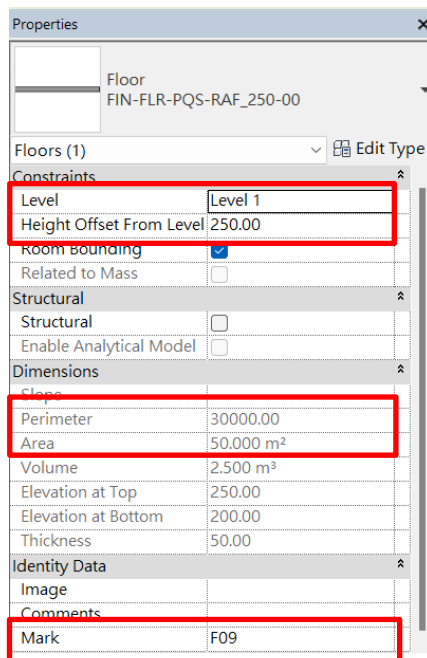 Properties
Floor
FIN-FLR-PQS-RAF_250-00
Floors (1) Edit Type
Constraints
Level Level 1
Height Offset From Level 250.00
Room Bounding
Related to Mass
Structural
Structural
Enable Analytical Model
Dimensions
Slope
Perimeter 30000.00
Area 50.000 m²
Volume 2.500 m³
Elevation at Top 250.00
Elevation at Bottom 200.00
Thickness 50.00
Identity Data
Image
Comments
Mark F09